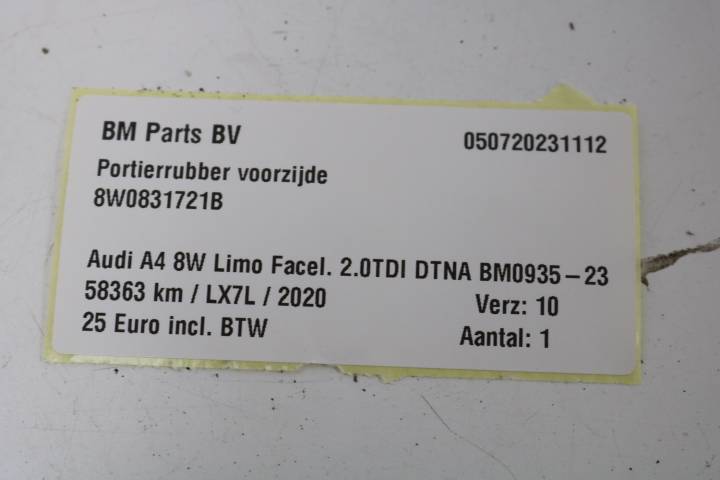 BM Parts BV 050720231112
Portierrubber voorzijde
8W0831721B
Audi A4 8W Limo Facel. 2.0TDI DTNA BM0935-23
58363 km / LX7L / 2020 Verz: 10
25 Euro incl. BTW Aantal: 1